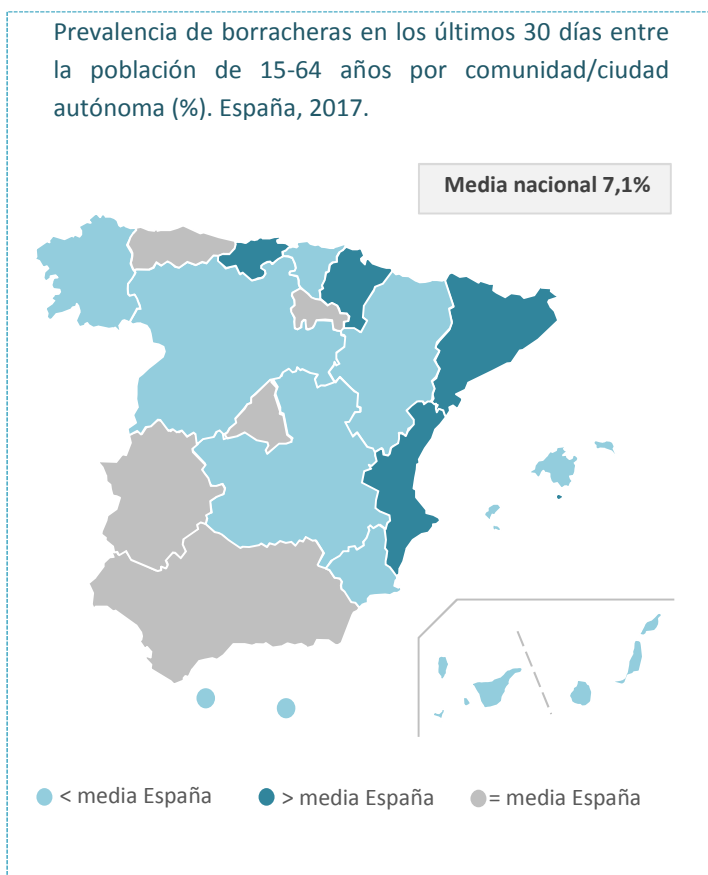 Prevalencia de borracheras en los últimos 30 días entre
la población de 15-64 años por comunidad/ciudad
autónoma (%). España, 2017.
Media nacional 7,1%
< media España > media España = media España